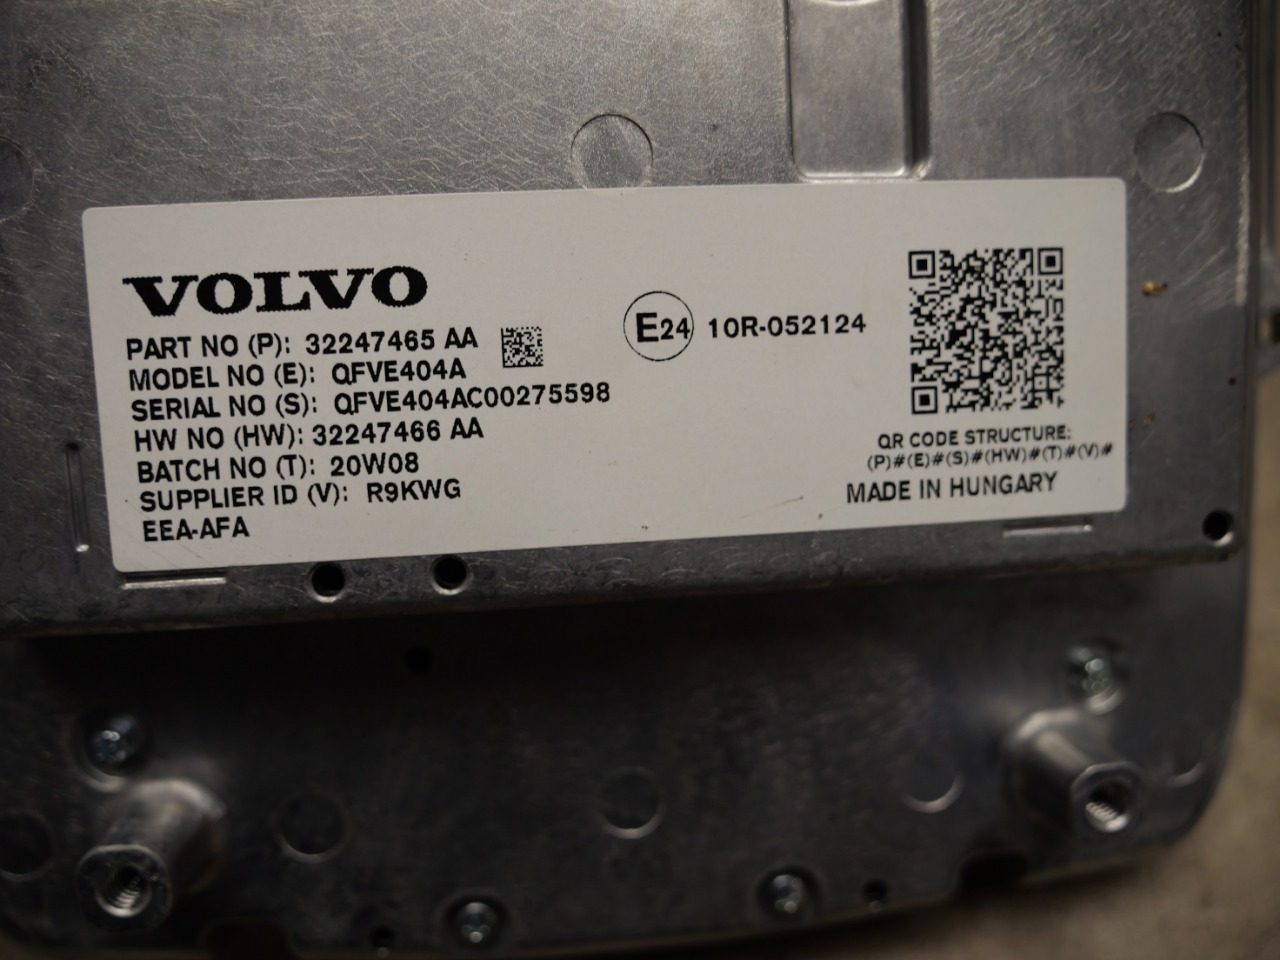 VOLVO
PART NO (P): 32247465 AA
MODEL NO (E): QFVE404A
SERIAL NO (S): QFVE404AC00275598
HW NO (HW): 32247466 AA
BATCH NO (T): 20W08
SUPPLIER ID (V): R9KWG
EEA-AFA
E24 10R-052124
QR CODE STRUCTURE:
(P)#(E)#(S)#(HW)#(T)#(V)#
MADE IN HUNGARY